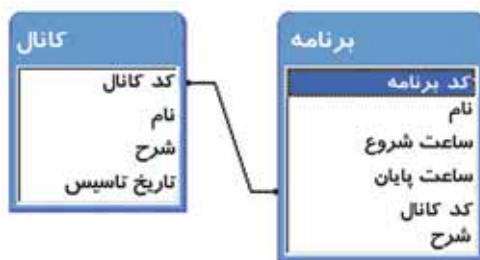 برنامه
کد برنامه
نام
ساعت شروع
ساعت پایان
کد کانال
شرح
کانال
کد کانال
نام
شرح
تاریخ تاسیس